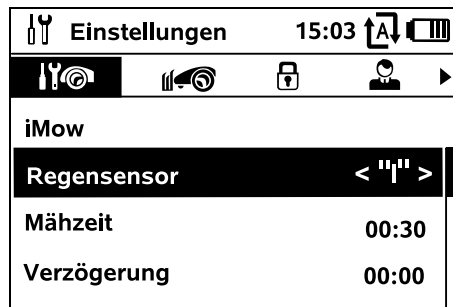 Einstellungen 15:03 A
iMow
Regensensor < "I" >
Mähzeit 00:30
Verzögerung 00:00